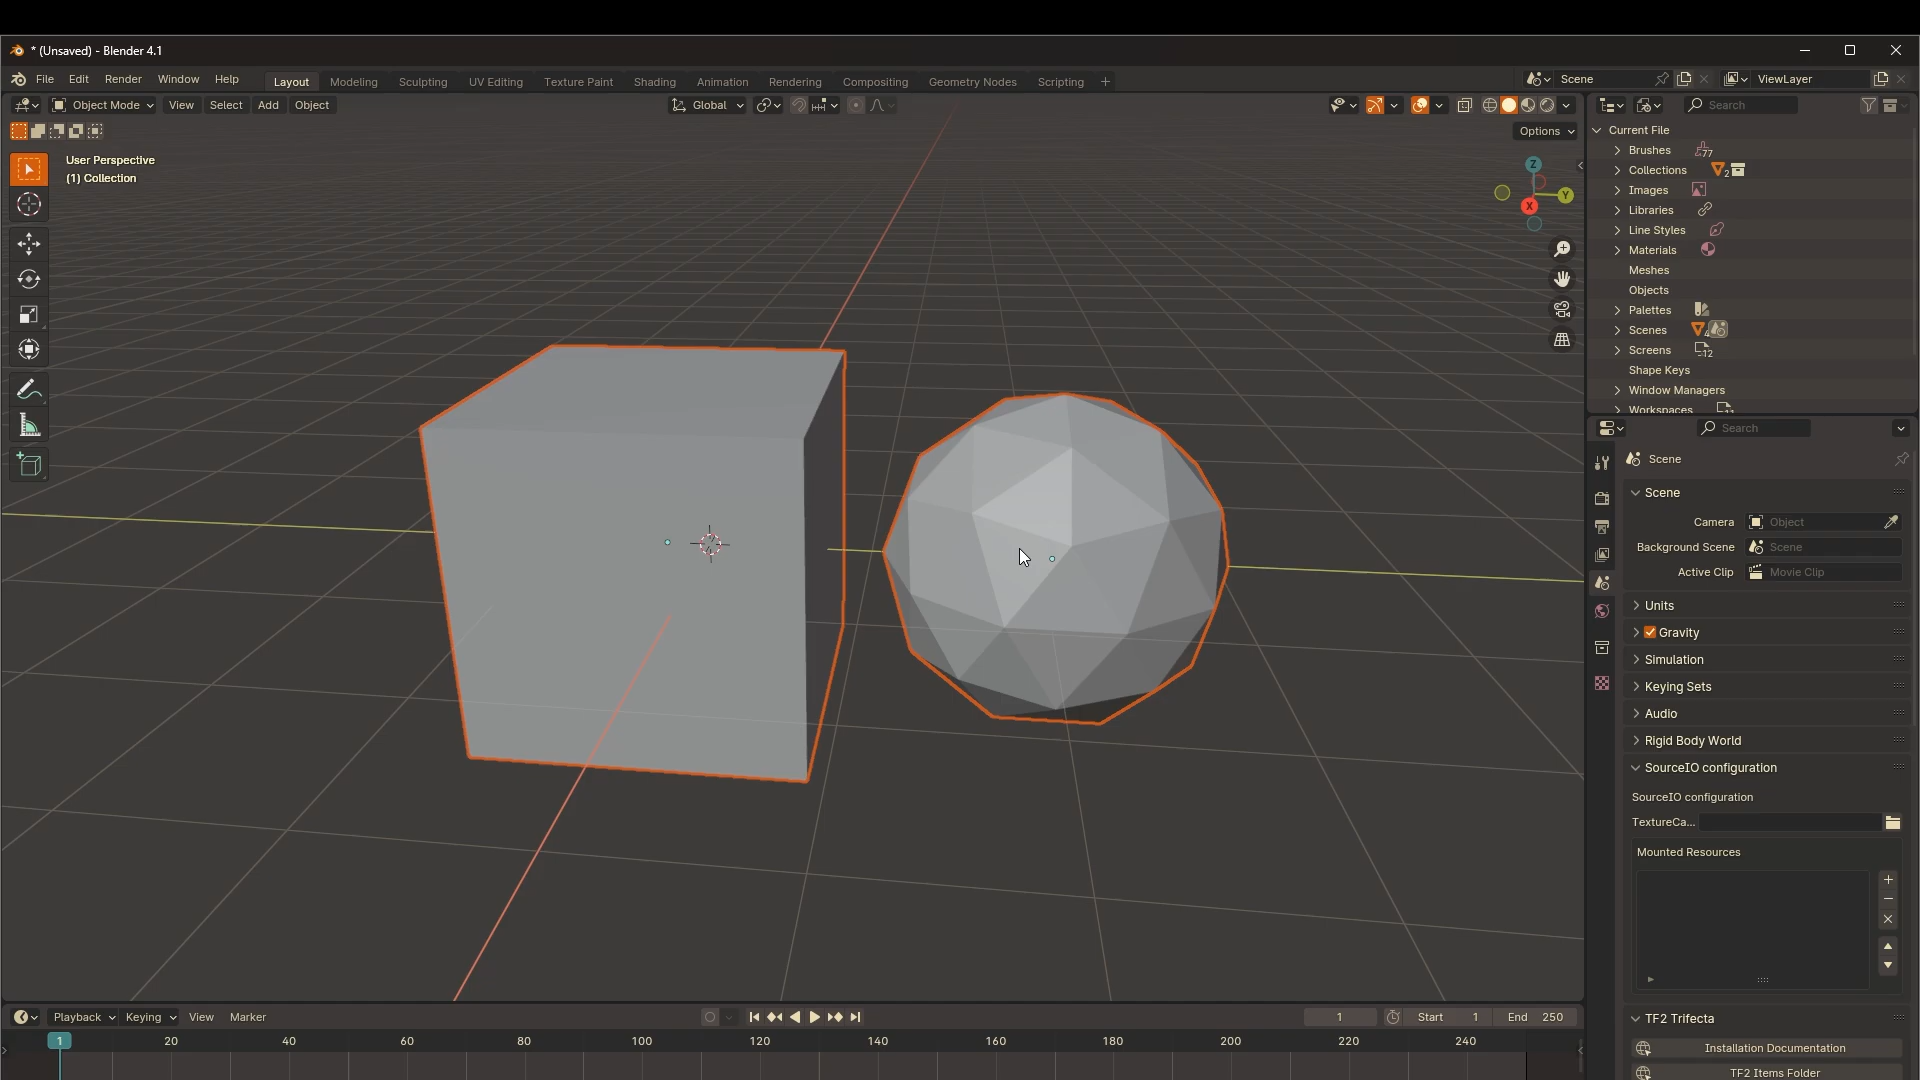 * (Unsaved) - Blender 4.1
File Edit Render Window Help Layout Modeling Sculpting UV Editing Texture Paint Shading Animation Rendering Compositing Geometry Nodes Scripting + Scene ViewLayer
Object Mode View Select Add Object Global Search
Options
User Perspective
(1) Collection
Z
Y
X
Current File
Brushes 77
Collections 2
Images
Libraries
Line Styles
Materials
Meshes
Objects
Palettes
Scenes
Screens 12
Shape Keys
Window Managers
Workspaces
Search
Scene
Scene
Camera Object
Background Scene Scene
Active Clip Movie Clip
Units
Gravity
Simulation
Keying Sets
Audio
Rigid Body World
SourceIO configuration
SourceIO configuration
TextureCa...
Mounted Resources
TF2 Trifecta
Installation Documentation
TF2 Items Folder
Playback Keying View Marker 1 Start 1 End 250
1 20 40 60 80 100 120 140 160 180 200 220 240